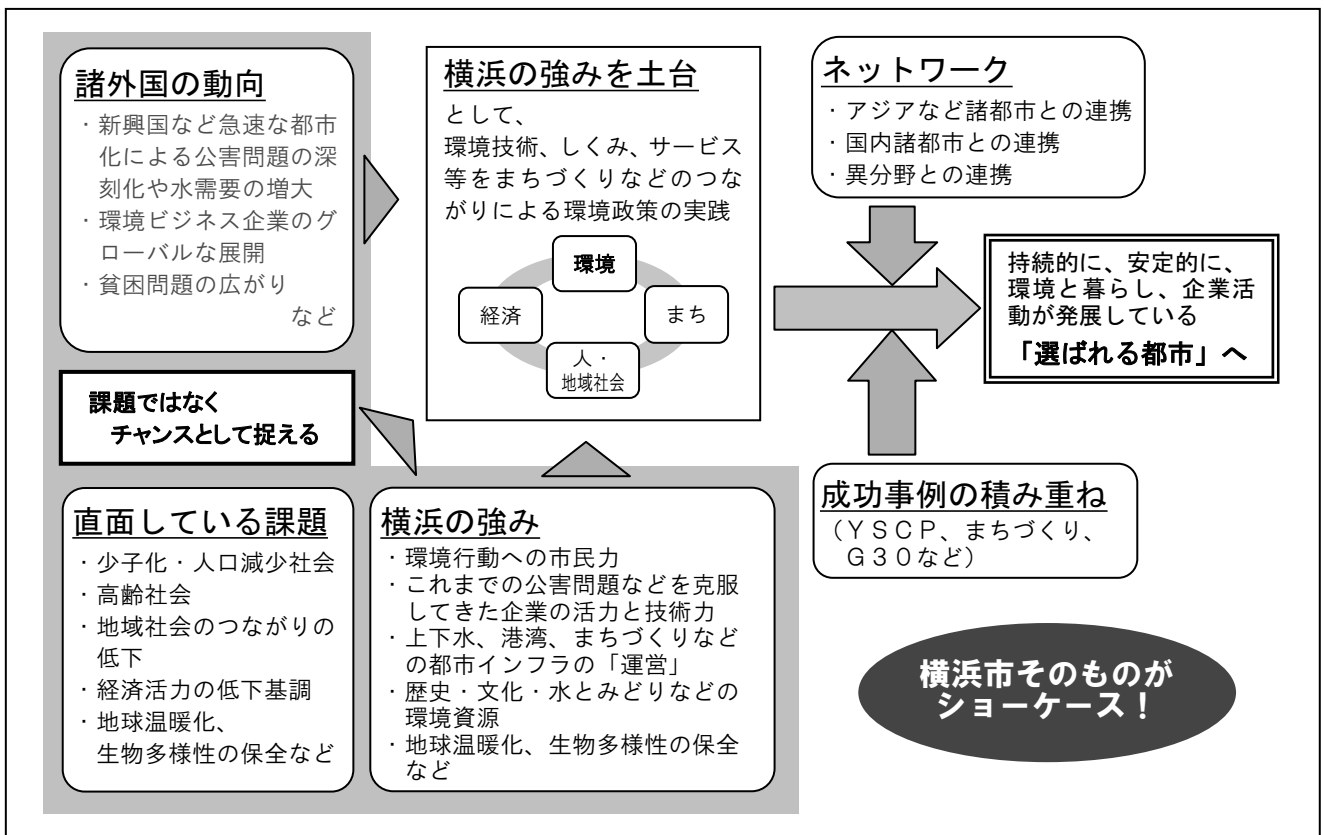 諸外国の動向
・新興国など急速な都市
化による公害問題の深
刻化や水需要の増大
・環境ビジネス企業のグ
ローバルな展開
・貧困問題の広がり
など
課題ではなく
チャンスとして捉える
直面している課題
・少子化・人口減少社会
・高齢社会
・地域社会のつながりの
低下
・経済活力の低下基調
・地球温暖化、
生物多様性の保全など
横浜の強み
・環境行動への市民力
・これまでの公害問題などを克服
してきた企業の活力と技術力
・上下水、港湾、まちづくりなど
の都市インフラの「運営」
・歴史・文化・水とみどりなどの
環境資源
・地球温暖化、生物多様性の保全
など
横浜の強みを土台
として、
環境技術、しくみ、サービス
等をまちづくりなどのつな
がりによる環境政策の実践
環境
経済
まち
人・
地域社会
ネットワーク
・アジアなど諸都市との連携
・国内諸都市との連携
・異分野との連携
持続的に、安定的に、
環境と暮らし、企業活
動が発展している
「選ばれる都市」へ
成功事例の積み重ね
（ＹＳＣＰ、まちづくり、
Ｇ３０など）
横浜市そのものが
ショーケース！